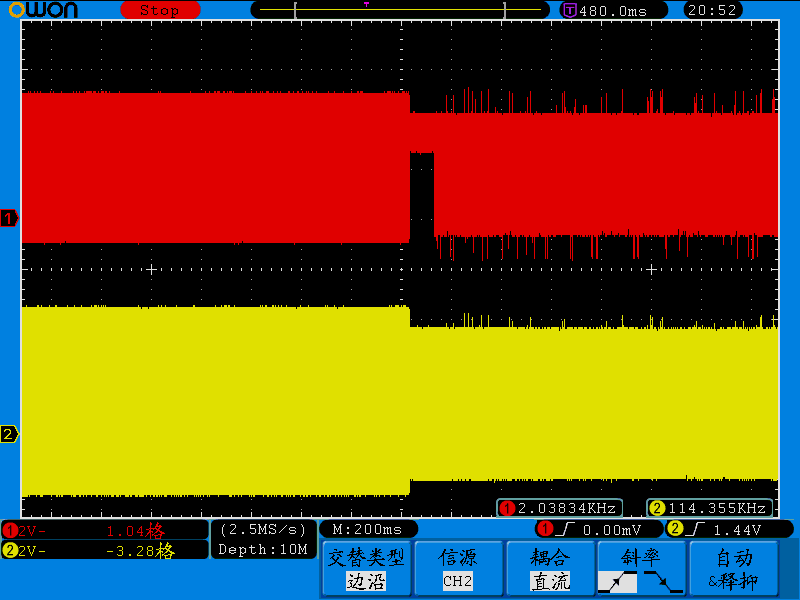 OWON Stop T 480.0ms 20:52
T
1
2
1 2.03834KHz 2 114.355KHz
1 2V- 1.04格 (2.5MS/s) M:200ms 1 0.00mV 2 1.44V
2 2V- -3.28格 Depth:10M
交替类型 信源 耦合 斜率 自动
边沿 CH2 直流 &释抑